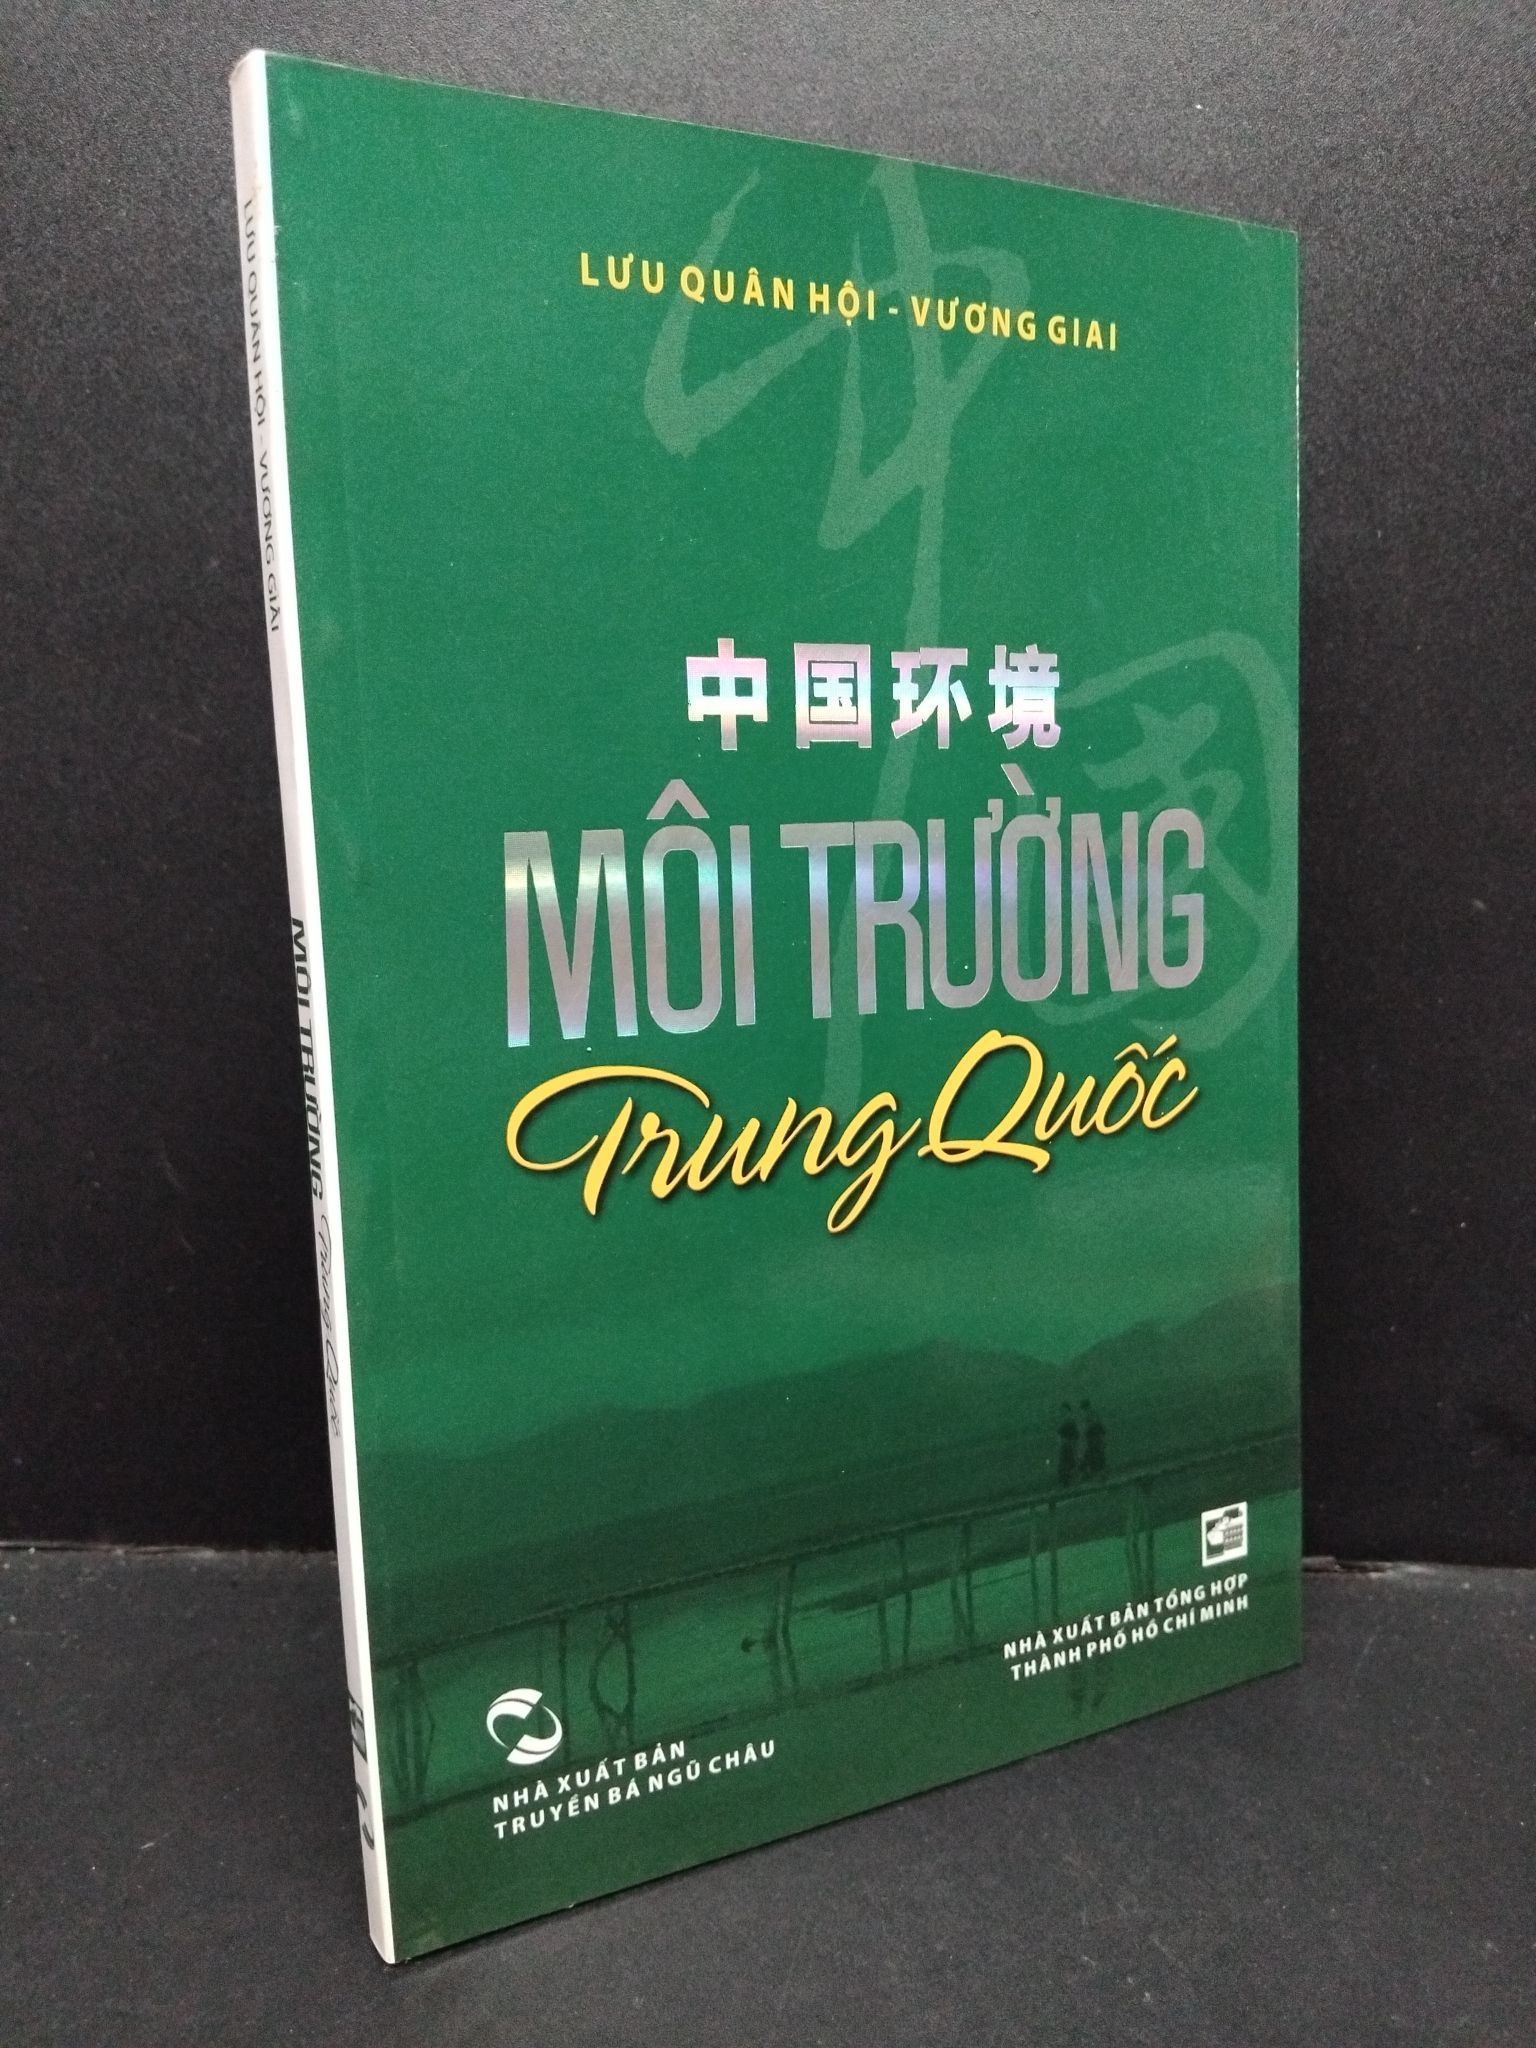 LƯU QUÂN HỘI - VƯƠNG GIAI
中国
中国环境
MÔI TRƯỜNG
Trung Quốc
NHÀ XUẤT BẢN TỔNG HỢP
THÀNH PHỐ HỒ CHÍ MINH
NHÀ XUẤT BẢN
TRUYỀN BÁ NGŨ CHÂU
LƯU QUÂN HỘI - VƯƠNG GIAI
MÔI TRƯỜNG Trung Quốc